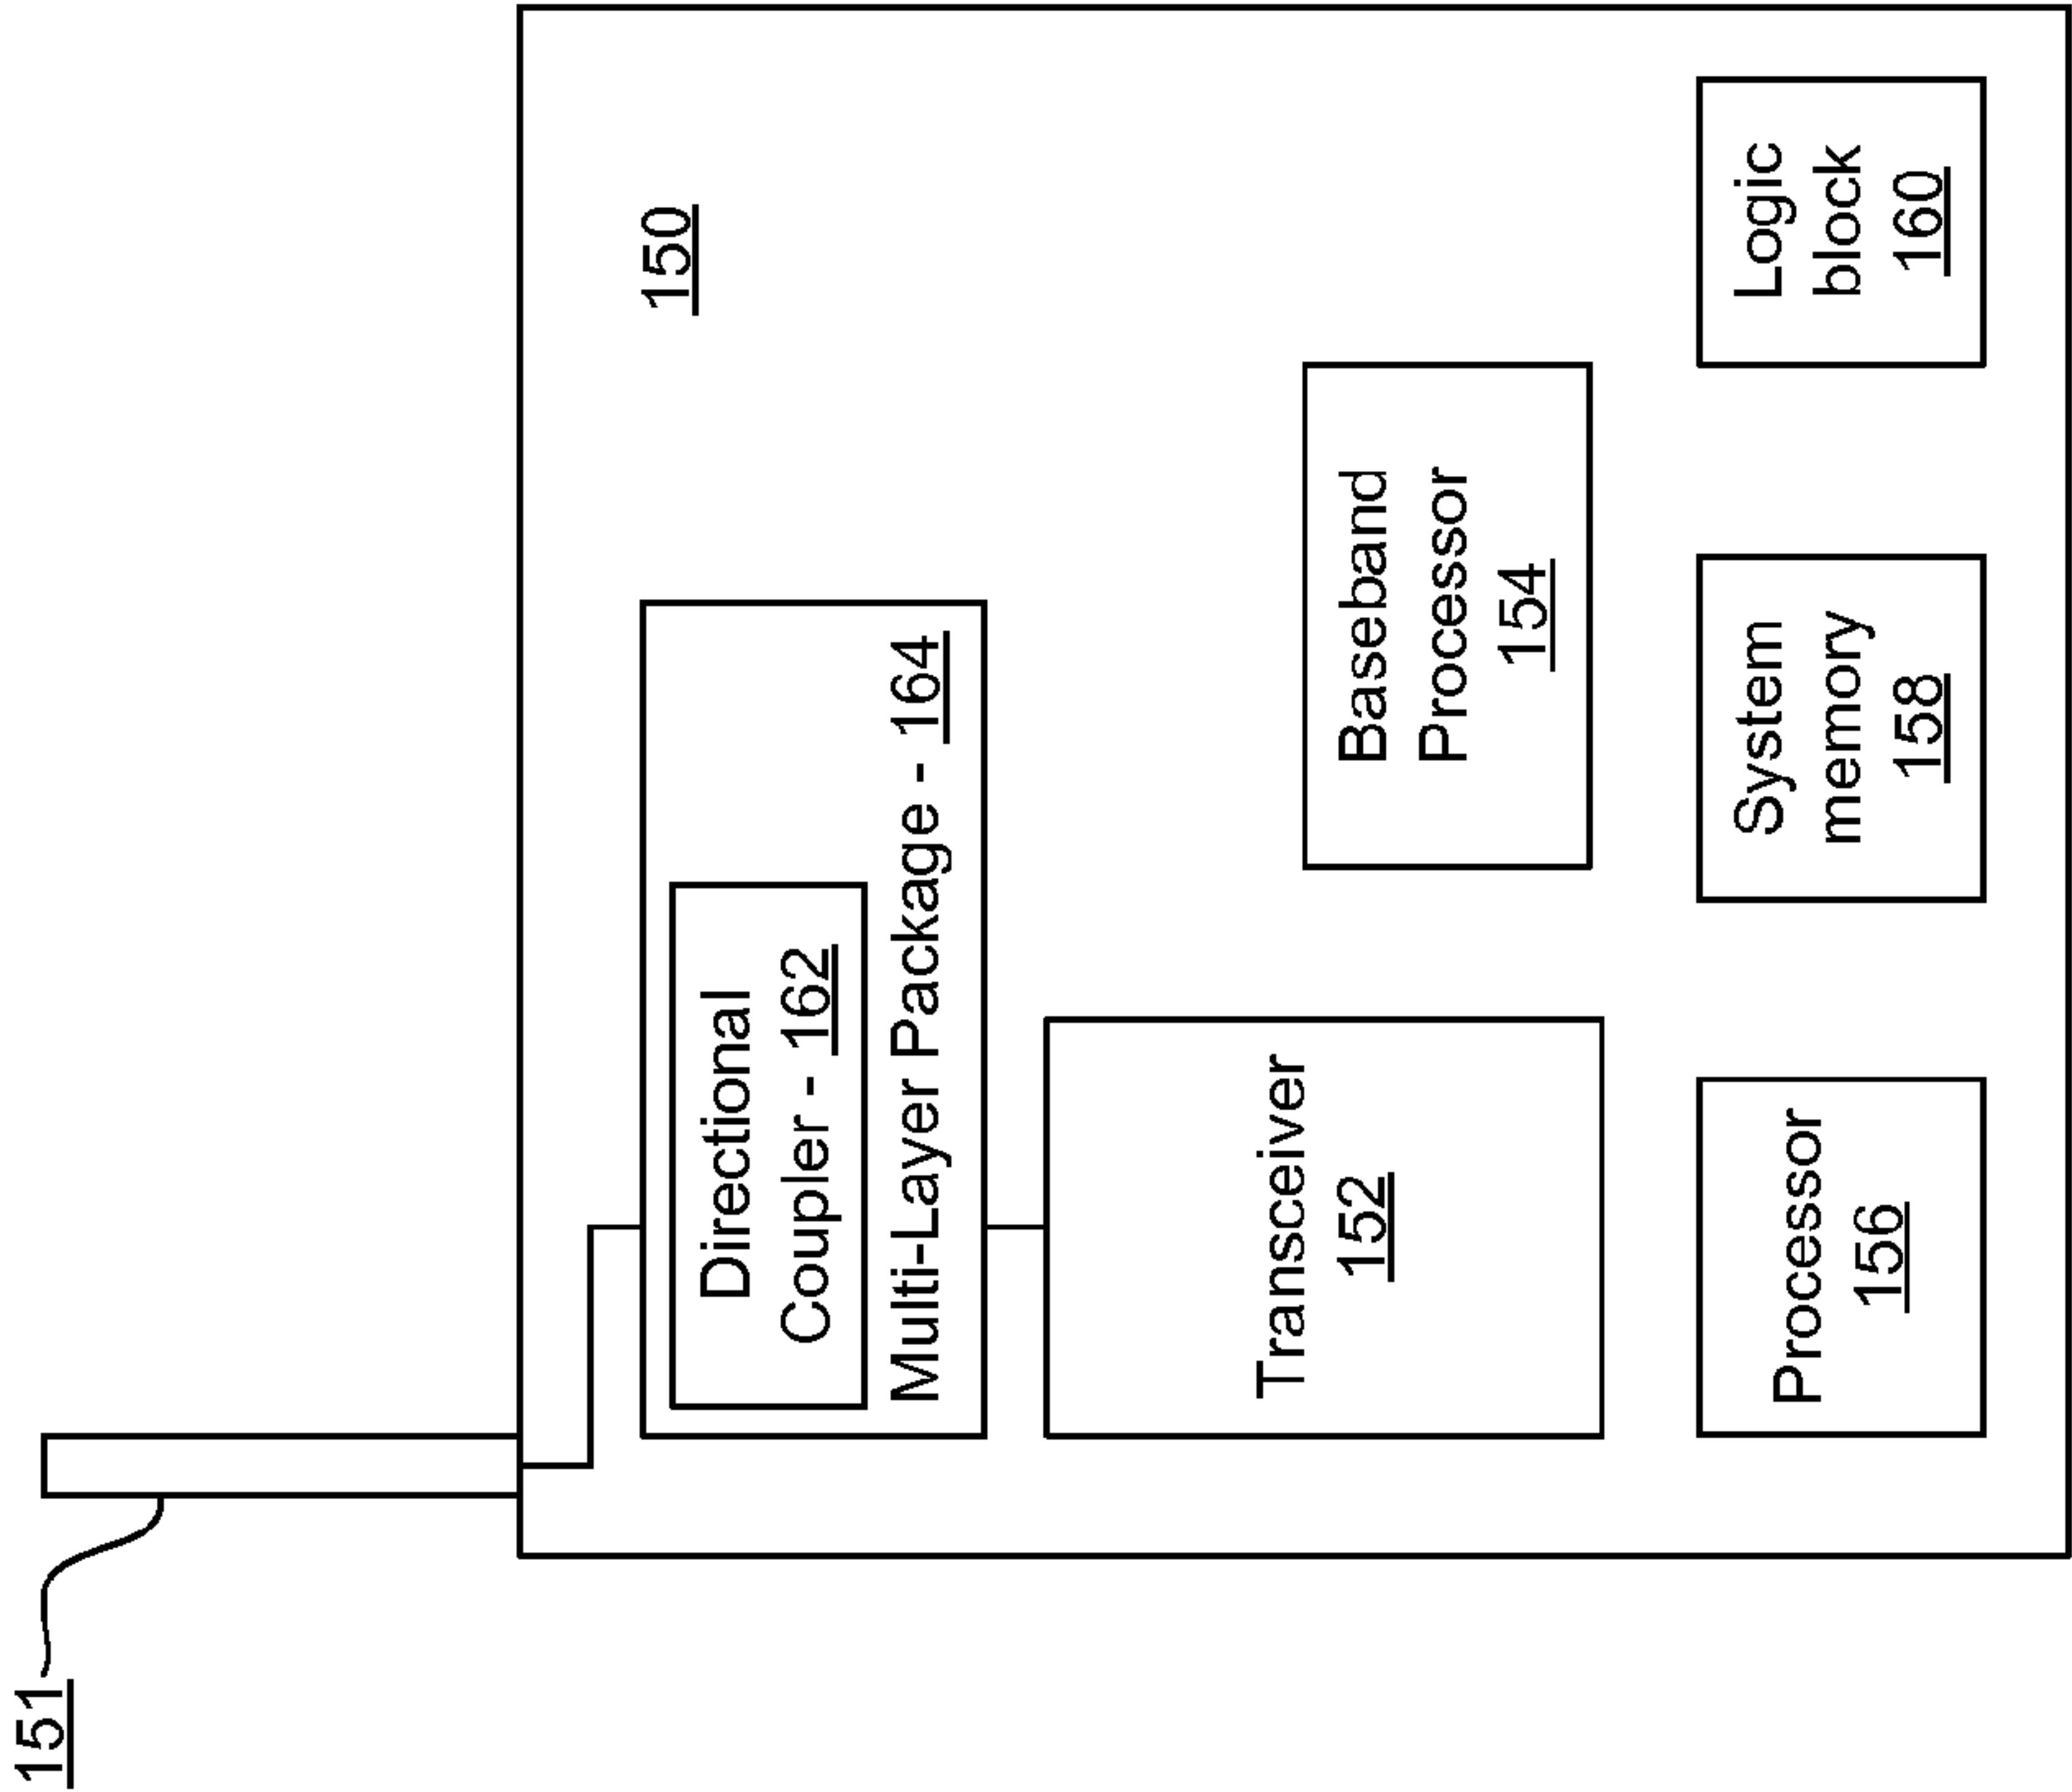 151
150
Directional
Coupler - 162
Multi-Layer Package - 164
Transceiver
152
Baseband
Processor
154
Processor
156
System
memory
158
Logic
block
160